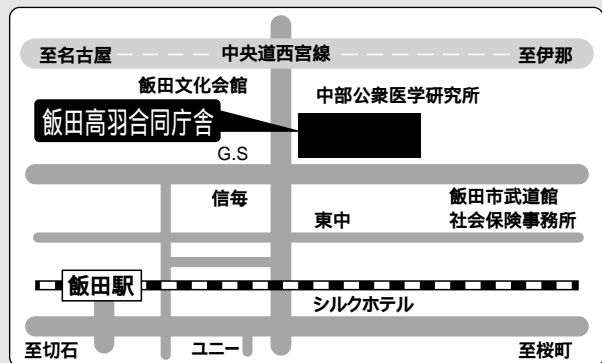 至名古屋
中央道西宮線
至伊那
飯田文化会館
中部公衆医学研究所
飯田高羽合同庁舎
G.S
信毎
飯田市武道館
東中
社会保険事務所
飯田駅
シルクホテル
至切石
ユニー
至桜町